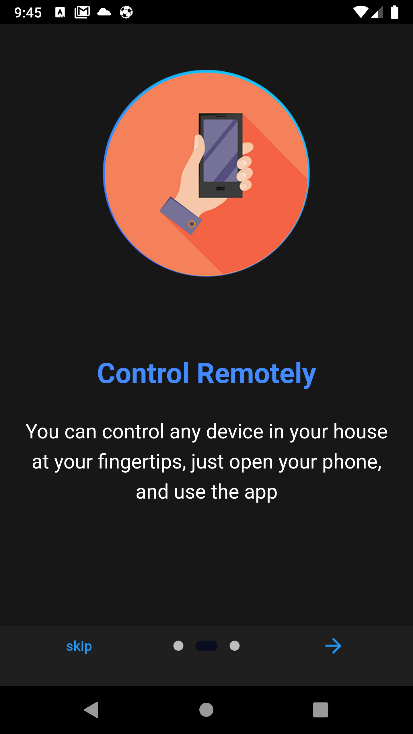 9:45
Control Remotely
You can control any device in your house
at your fingertips, just open your phone,
and use the app
skip